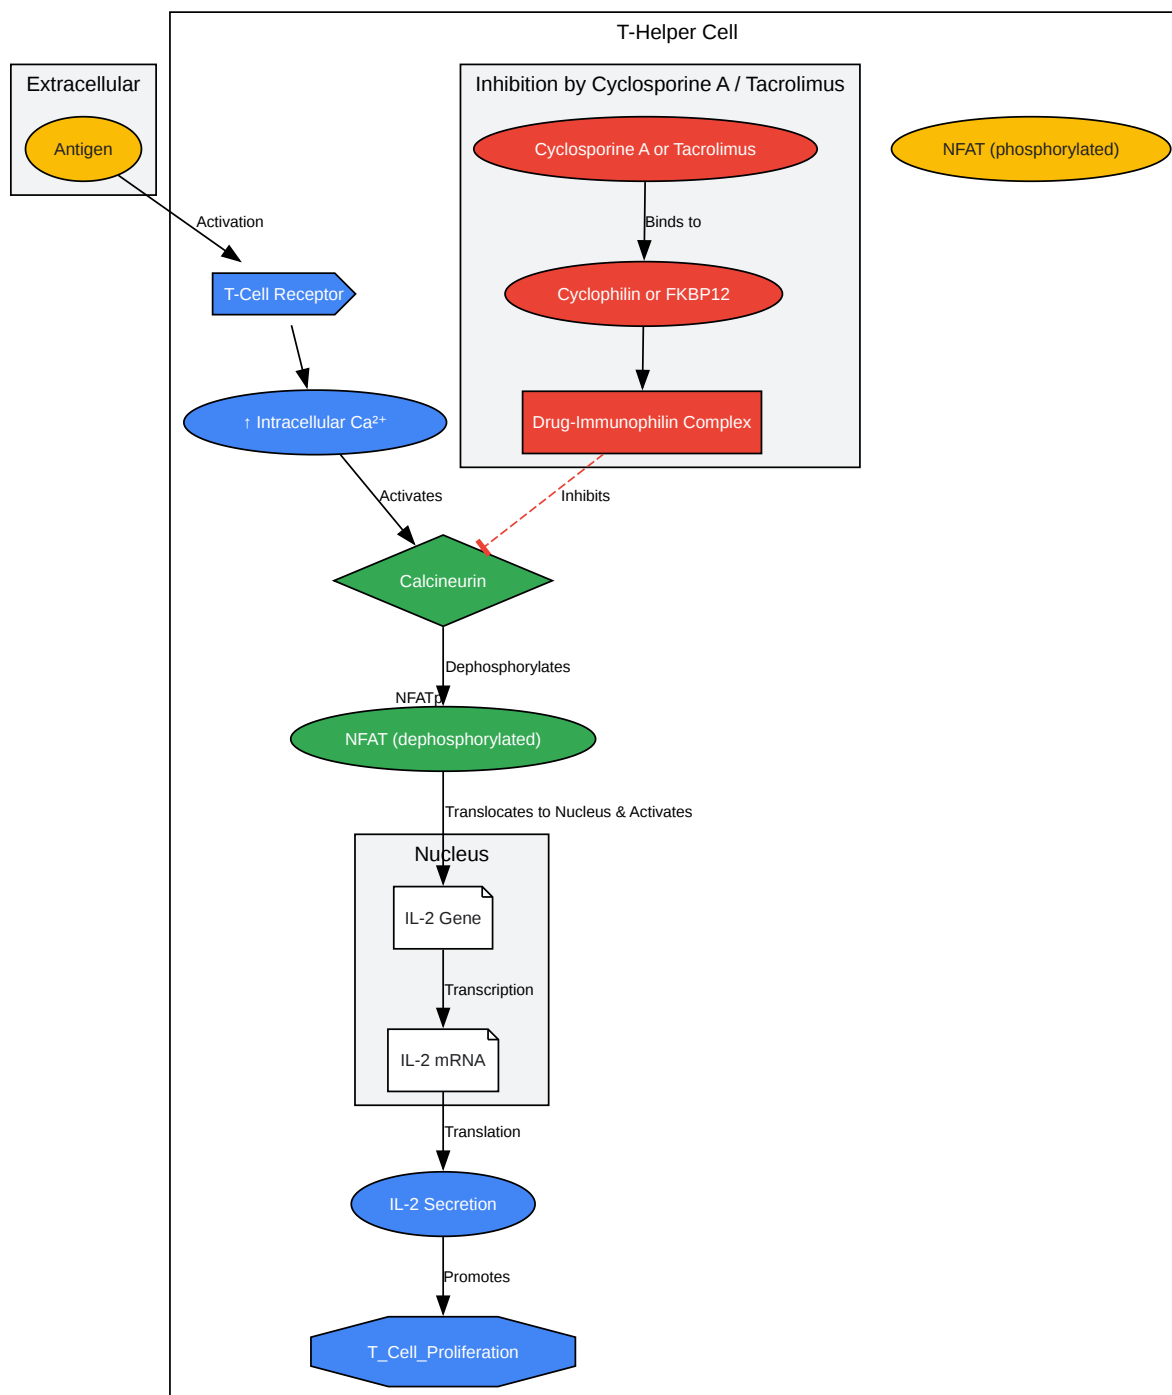 T-Helper Cell
Extracellular
Inhibition by Cyclosporine A / Tacrolimus
Antigen
Cyclosporine A or Tacrolimus
NFAT (phosphorylated)
Activation
Binds to
T-Cell Receptor
Cyclophilin or FKBP12
↑ Intracellular Ca²⁺
Drug-Immunophilin Complex
Activates
Inhibits
Calcineurin
Dephosphorylates
NFATp
NFAT (dephosphorylated)
Translocates to Nucleus & Activates
Nucleus
IL-2 Gene
Transcription
IL-2 mRNA
Translation
IL-2 Secretion
Promotes
T_Cell_Proliferation